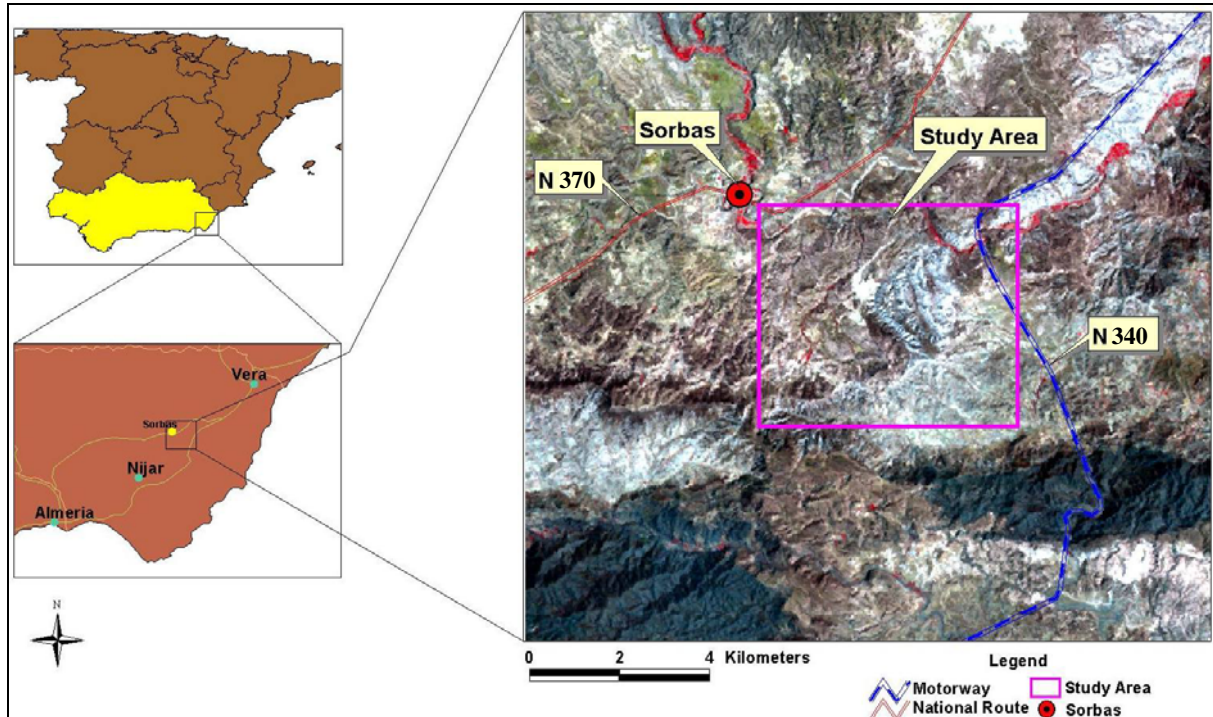 Sorbas
Study Area
N 370
N 340
Vera
Sorbas
Nijar
Almeria
N
0 2 4 Kilometers
Legend
Motorway
Study Area
National Route
Sorbas